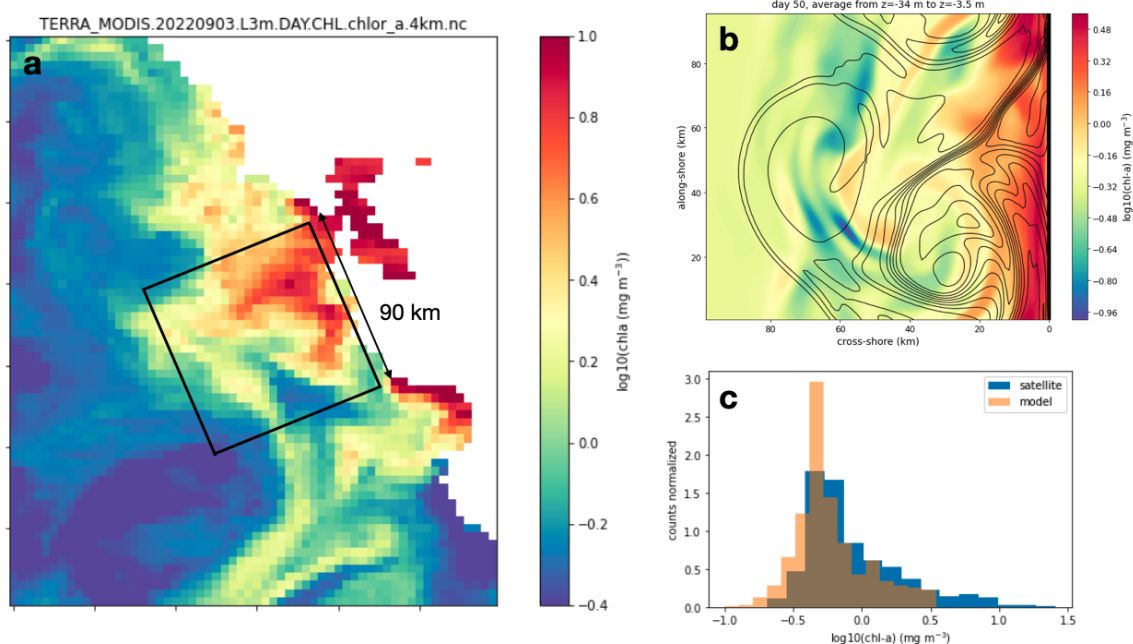 TERRA_MODIS.20220903.L3m.DAY.CHL.chlor_a.4km.nc
a
90 km
1.0
0.8
0.6
0.4
0.2
0.0
−0.2
−0.4
log10(chla (mg m⁻³))
day 50, average from z=-34 m to z=-3.5 m
b
80
60
40
20
along-shore (km)
80
60
40
20
0
cross-shore (km)
0.48
0.32
0.16
0.00
−0.16
−0.32
−0.48
−0.64
−0.80
−0.96
log10(chl-a) (mg m⁻³)
c
satellite
model
3.0
2.5
2.0
1.5
1.0
0.5
0.0
counts normalized
−1.0
−0.5
0.0
0.5
1.0
1.5
log10(chl-a) (mg m⁻³)